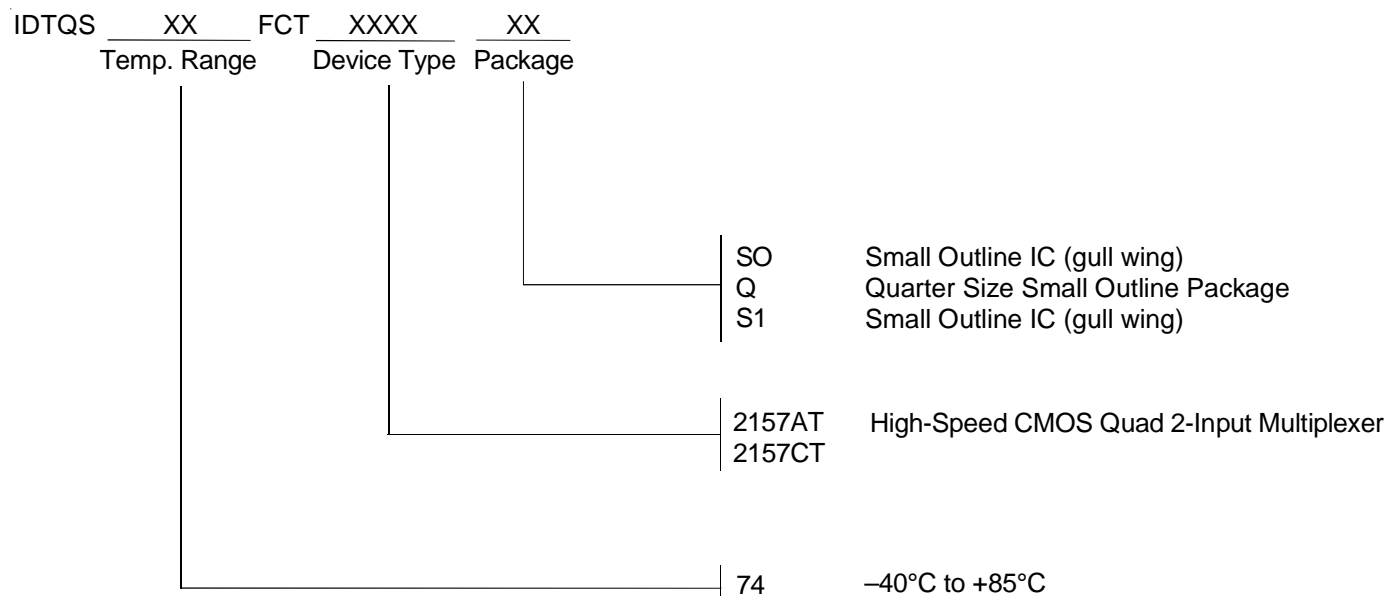 IDTQS XX FCT XXXX XX
Temp. Range Device Type Package
SO Small Outline IC (gull wing)
Q Quarter Size Small Outline Package
S1 Small Outline IC (gull wing)
2157AT High-Speed CMOS Quad 2-Input Multiplexer
2157CT
74 –40°C to +85°C